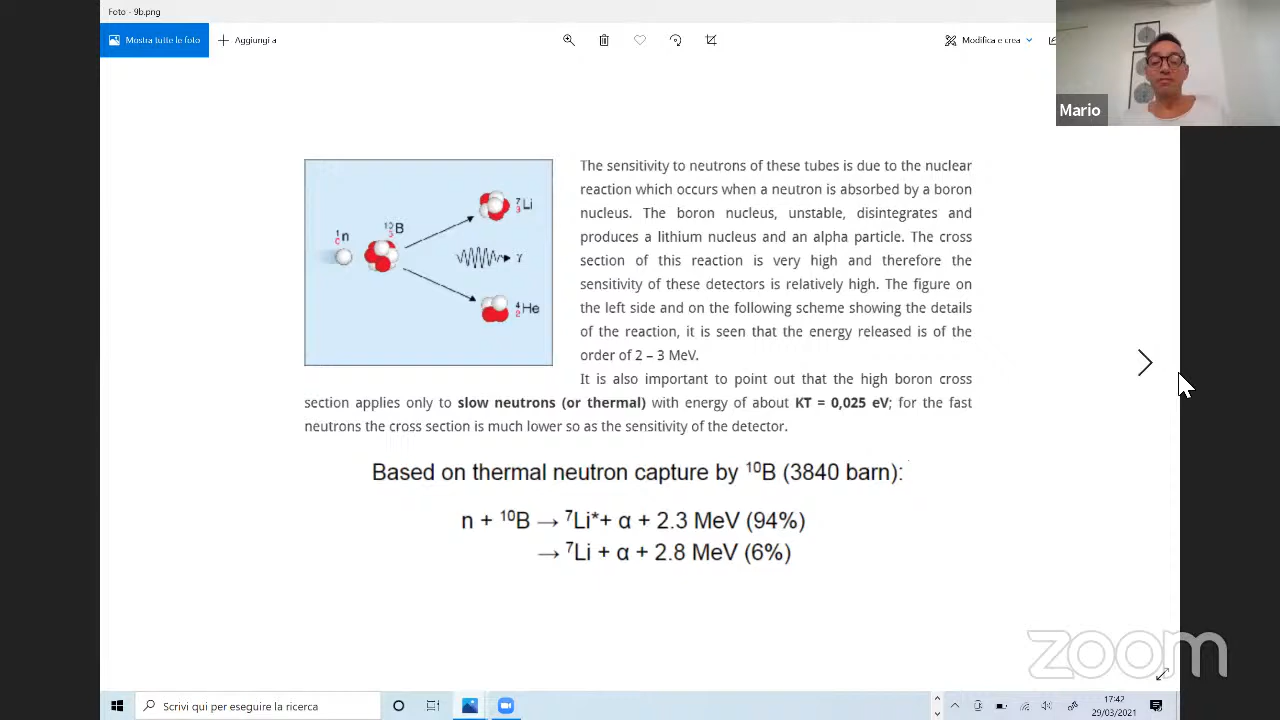 Foto - 9b.png
Mostra tutte le foto
Aggiungi a
Modifica e crea
Mario
The sensitivity to neutrons of these tubes is due to the nuclear
reaction which occurs when a neutron is absorbed by a boron
nucleus. The boron nucleus, unstable, disintegrates and
produces a lithium nucleus and an alpha particle. The cross
section of this reaction is very high and therefore the
sensitivity of these detectors is relatively high. The figure on
the left side and on the following scheme showing the details
of the reaction, it is seen that the energy released is of the
order of 2 – 3 MeV.
It is also important to point out that the high boron cross
section applies only to slow neutrons (or thermal) with energy of about KT = 0,025 eV; for the fast
neutrons the cross section is much lower so as the sensitivity of the detector.
⁷₃Li
B
¹₀n
γ
⁴₂He
Based on thermal neutron capture by ¹⁰B (3840 barn):
n + ¹⁰B → ⁷Li*+ α + 2.3 MeV (94%)
→ ⁷Li + α + 2.8 MeV (6%)
zoom
Scrivi qui per eseguire la ricerca
17:42
29/03/2021